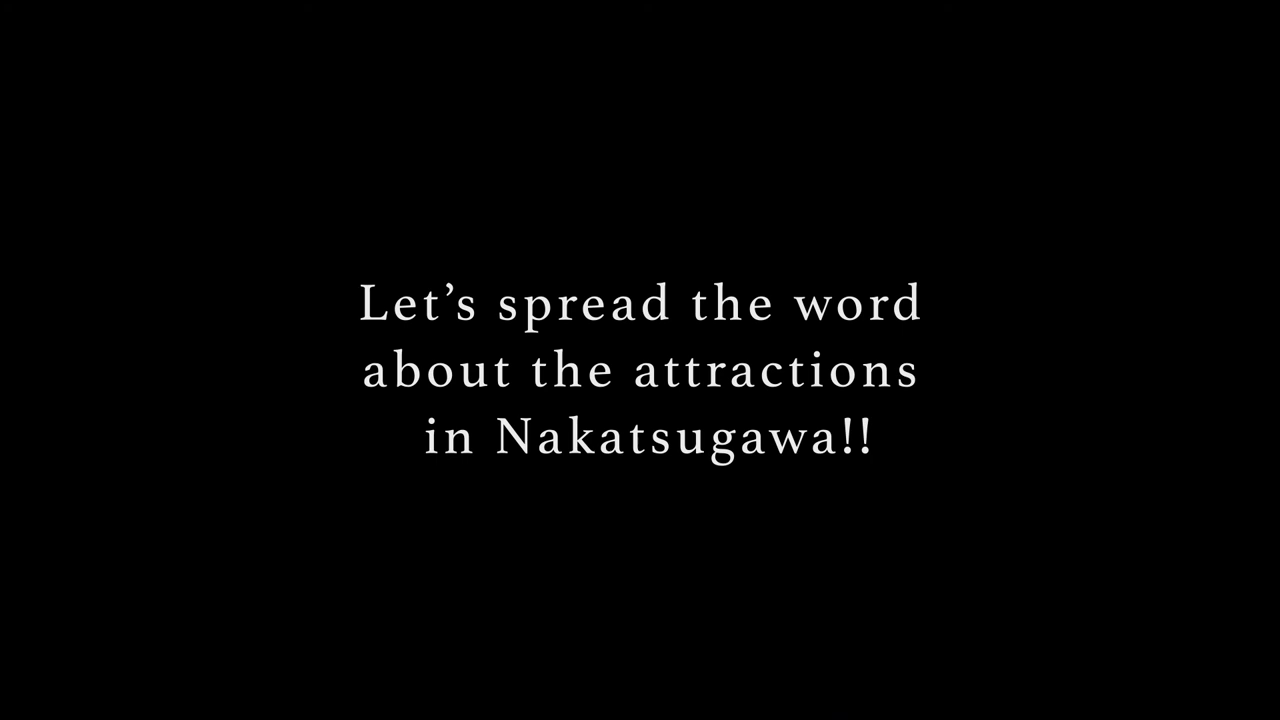 Let’s spread the word
about the attractions
in Nakatsugawa!!